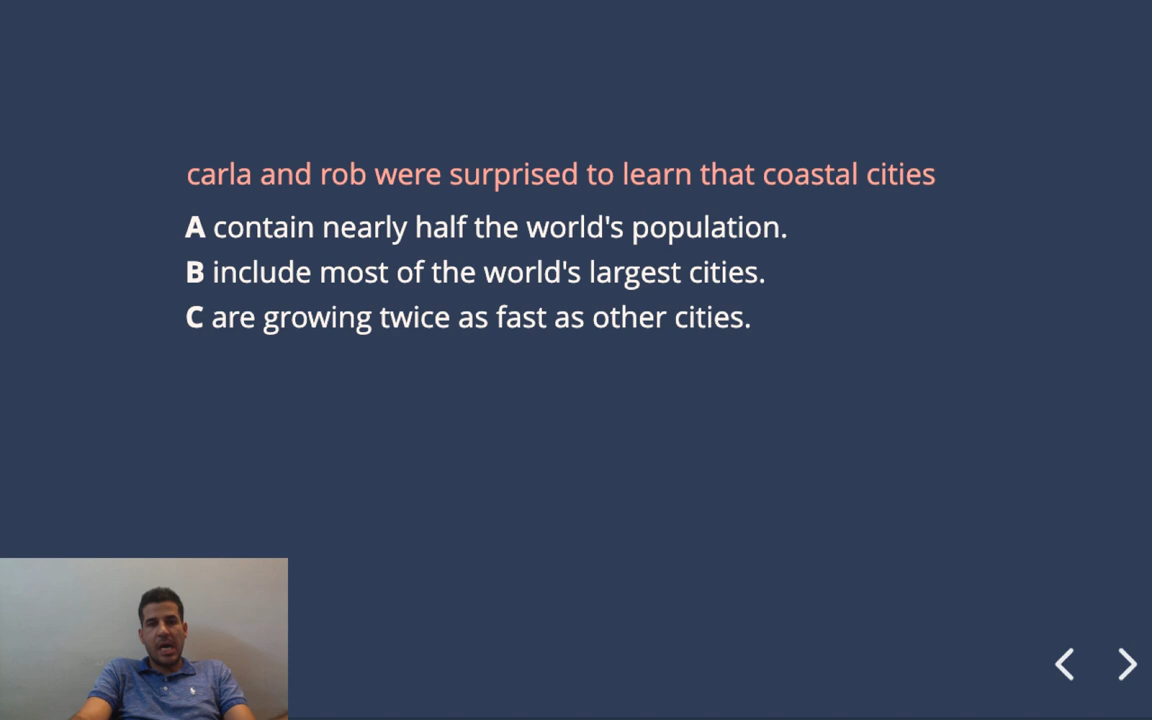 carla and rob were surprised to learn that coastal cities
A contain nearly half the world's population.
B include most of the world's largest cities.
C are growing twice as fast as other cities.